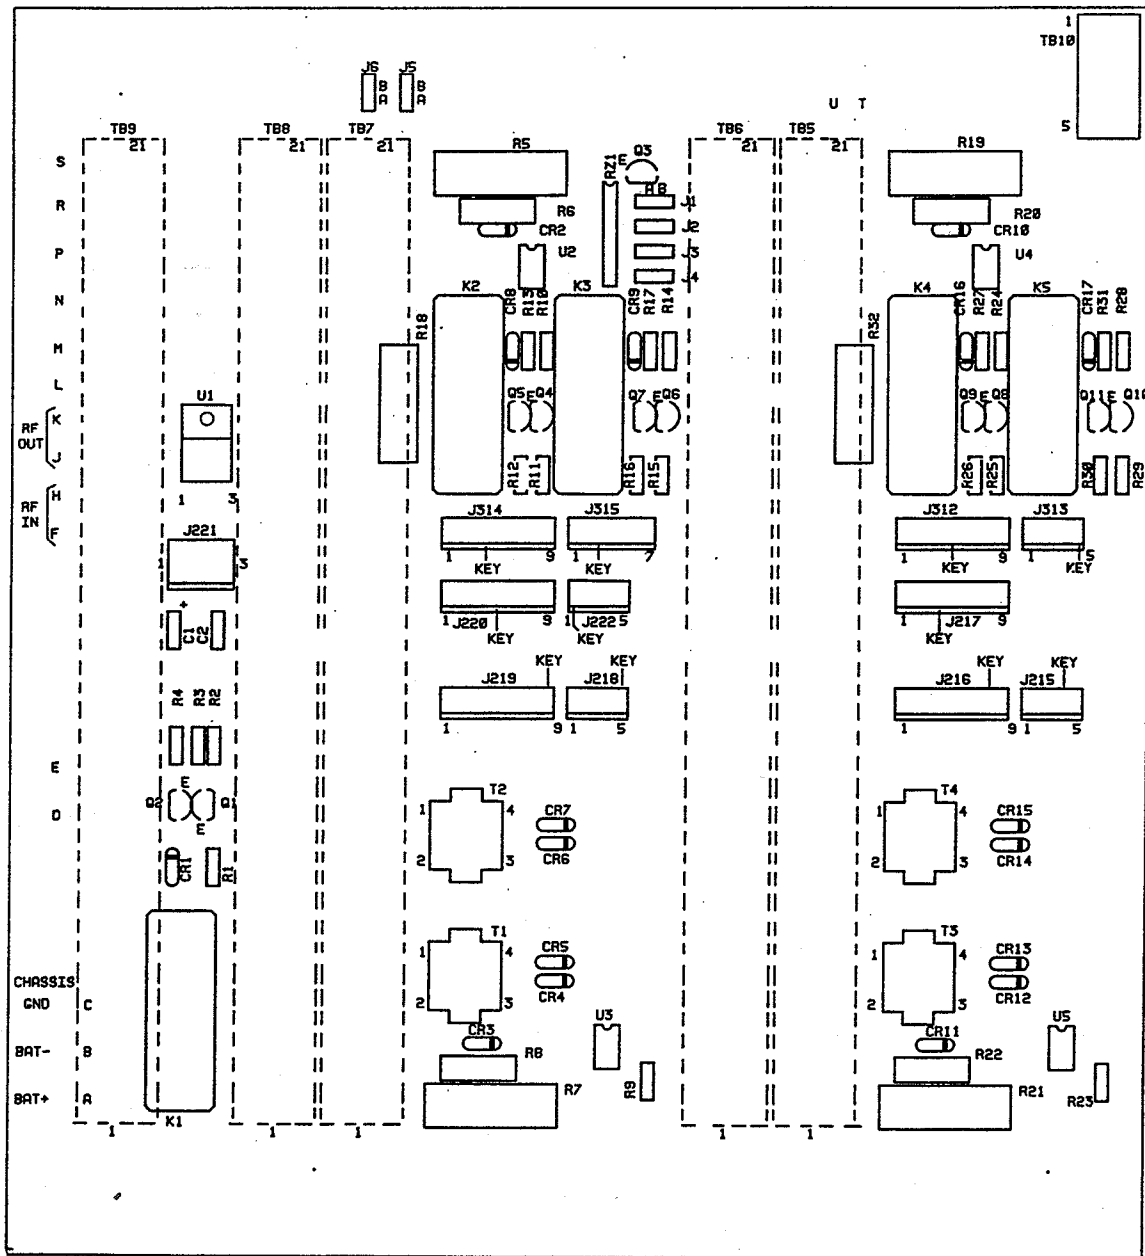 1
TB10
5
J6
J5
B
A
B
A
U T
TB9
21
TB8
21
TB7
21
TB6
21
TB5
21
S
R
P
N
M
L
K
J
H
F
E
D
RF
OUT
RF
IN
R5
R6
CR2
U2
RZ1
E
Q3
A B
J1
J2
J3
J4
R19
R20
CR10
U4
K2
CR8
R13
R10
K3
CR9
R17
R14
K4
CR16
R27
R24
K5
CR17
R31
R28
R18
R32
U1
1
3
Q5
E
Q4
Q7
E
Q6
Q9
E
Q8
Q11
E
Q10
R12
R11
R16
R15
R26
R25
R30
R29
J221
1
3
J314
1
9
KEY
J315
1
7
KEY
J312
1
9
KEY
J313
1
5
KEY
J220
1
9
KEY
J222
1
5
KEY
J217
1
9
KEY
+
C1
C2
KEY
J219
1
9
KEY
J218
1
5
KEY
J216
1
9
KEY
J215
1
5
R4
R3
R2
Q2
E
Q1
E
CR1
R1
T2
1
4
2
3
CR7
CR6
T4
1
4
2
3
CR15
CR14
T1
1
4
2
3
CR5
CR4
T3
1
4
2
3
CR13
CR12
CHASSIS
GND C
BAT- B
BAT+ A
K1
CR3
R8
R7
U3
R9
CR11
R22
R21
U5
R23
1
1
1
1
1